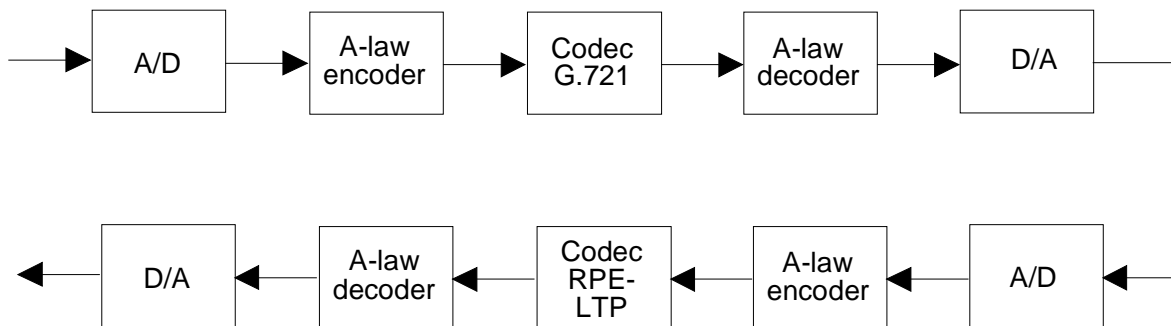 A/D
A-law
encoder
Codec
G.721
A-law
decoder
D/A
D/A
A-law
decoder
Codec
RPE-
LTP
A-law
encoder
A/D